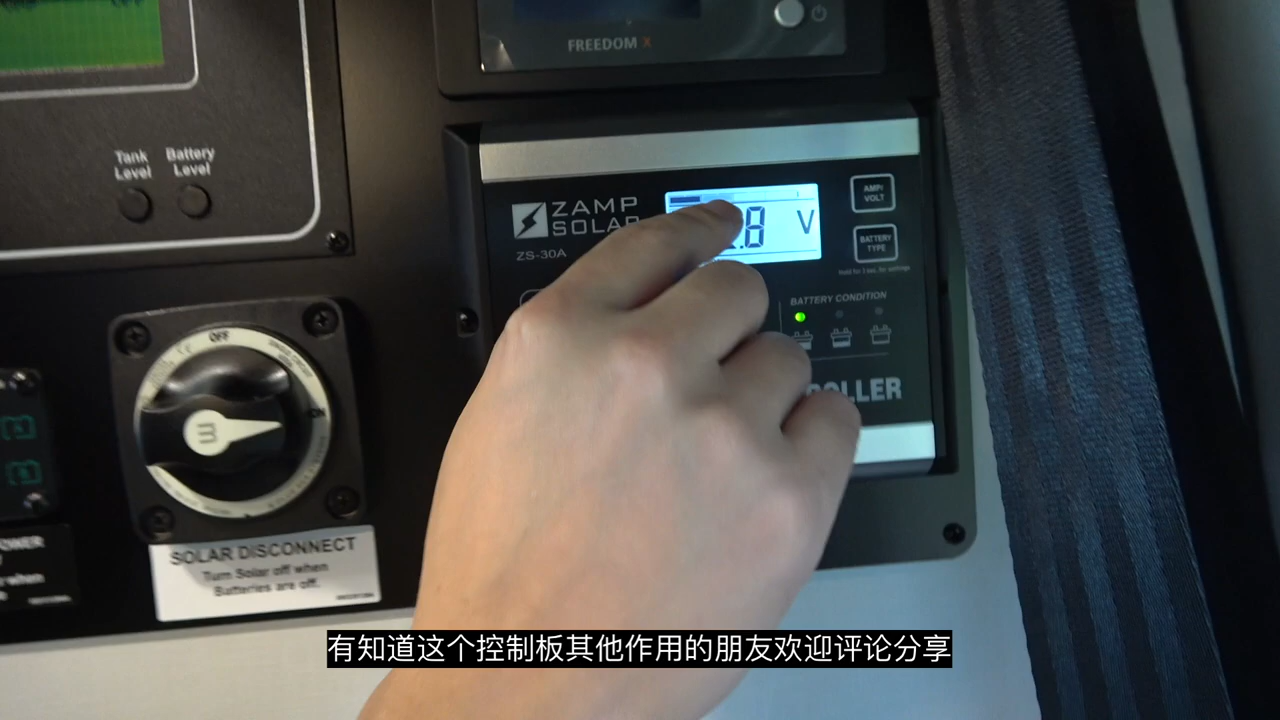 FREEDOM X
Tank
Level
Battery
Level
ZAMP
SOLAR
ZS-30A
.8 V
AMP/
VOLT
BATTERY
TYPE
hold for 3 sec. for settings
BATTERY CONDITION
OFF
ON
SOLAR DISCONNECT
Turn Solar off when
Batteries are off.
有知道这个控制板其他作用的朋友欢迎评论分享